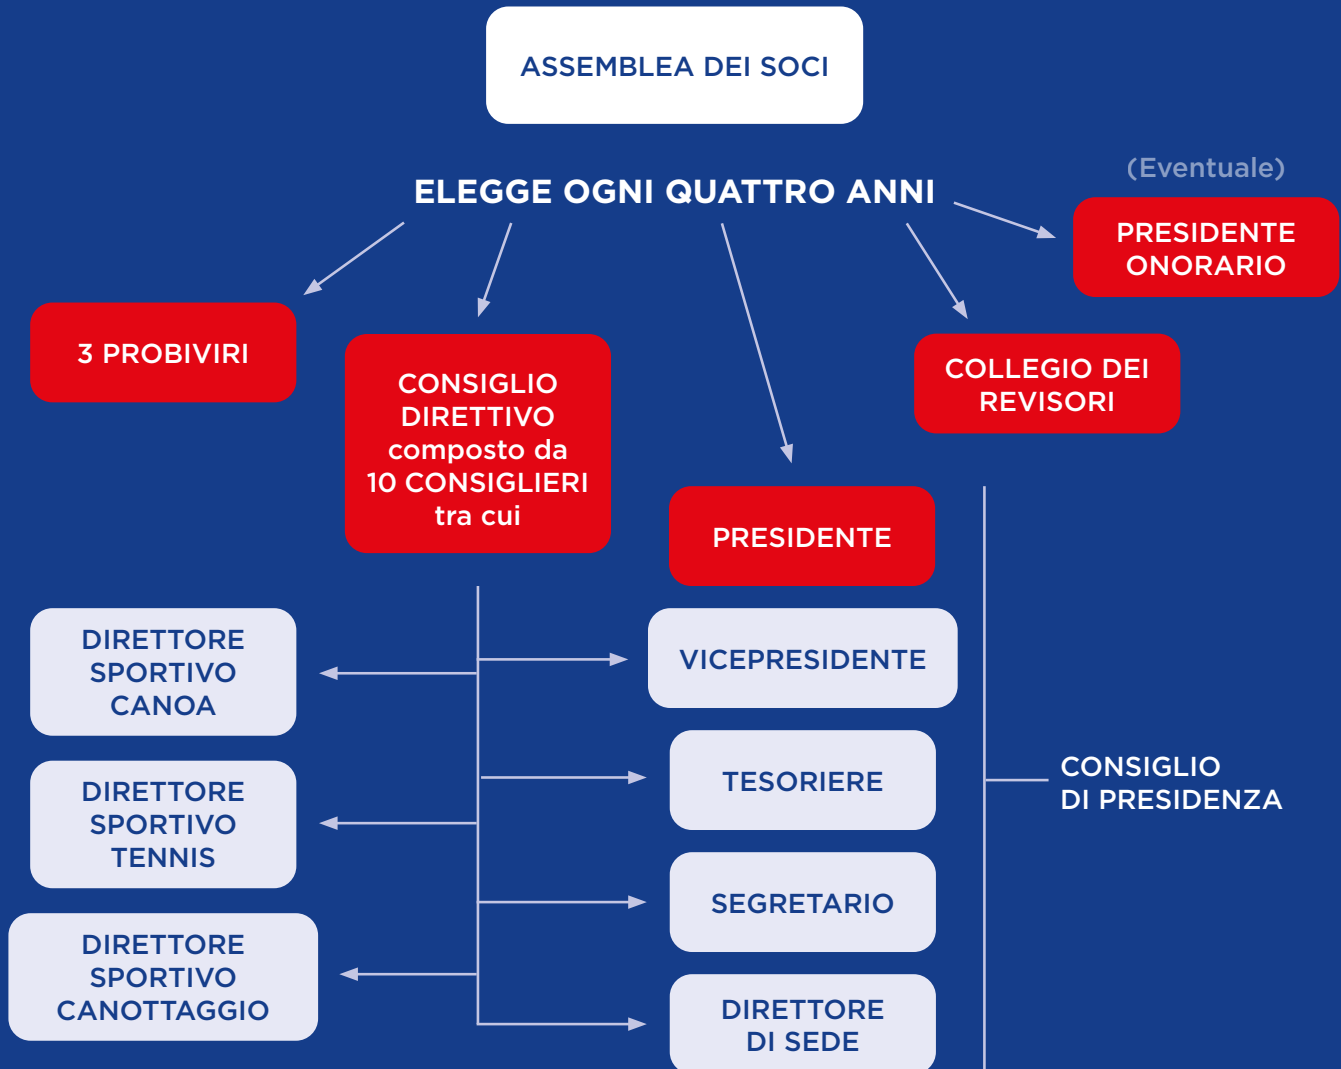 ASSEMBLEA DEI SOCI
ELEGGE OGNI QUATTRO ANNI
(Eventuale)
PRESIDENTE
ONORARIO
3 PROBIVIRI
CONSIGLIO
DIRETTIVO
composto da
10 CONSIGLIERI
tra cui
COLLEGIO DEI
REVISORI
PRESIDENTE
DIRETTORE
SPORTIVO
CANOA
VICEPRESIDENTE
DIRETTORE
SPORTIVO
TENNIS
TESORIERE
CONSIGLIO
DI PRESIDENZA
SEGRETARIO
DIRETTORE
SPORTIVO
CANOTTAGGIO
DIRETTORE
DI SEDE